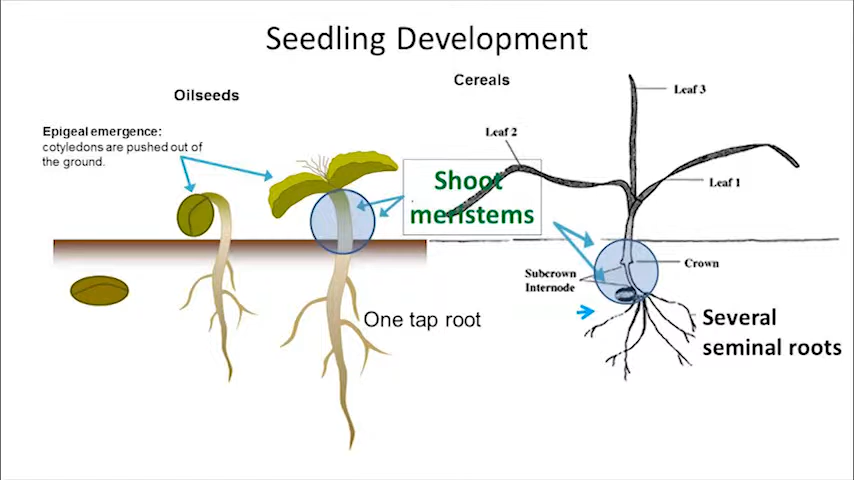 Seedling Development
Oilseeds
Cereals
Epigeal emergence:
cotyledons are pushed out of
the ground.
Leaf 3
Leaf 2
Leaf 1
Shoot
meristems
Crown
Subcrown
Internode
One tap root
Several
seminal roots